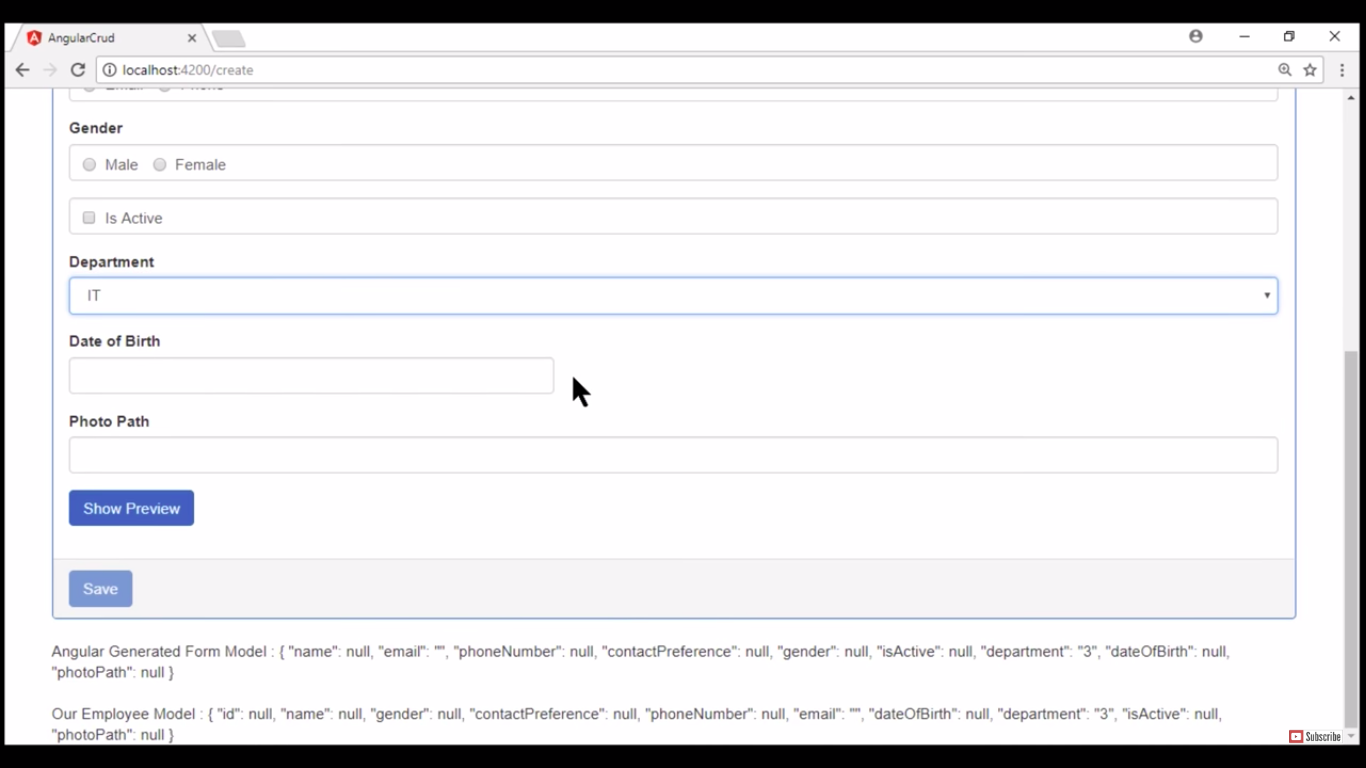 AngularCrud
localhost:4200/create
Email Phone
Gender
Male Female
Is Active
Department
IT
Date of Birth
Photo Path
Show Preview
Save
Angular Generated Form Model : { "name": null, "email": "", "phoneNumber": null, "contactPreference": null, "gender": null, "isActive": null, "department": "3", "dateOfBirth": null,
"photoPath": null }
Our Employee Model : { "id": null, "name": null, "gender": null, "contactPreference": null, "phoneNumber": null, "email": "", "dateOfBirth": null, "department": "3", "isActive": null,
"photoPath": null }
Subscribe